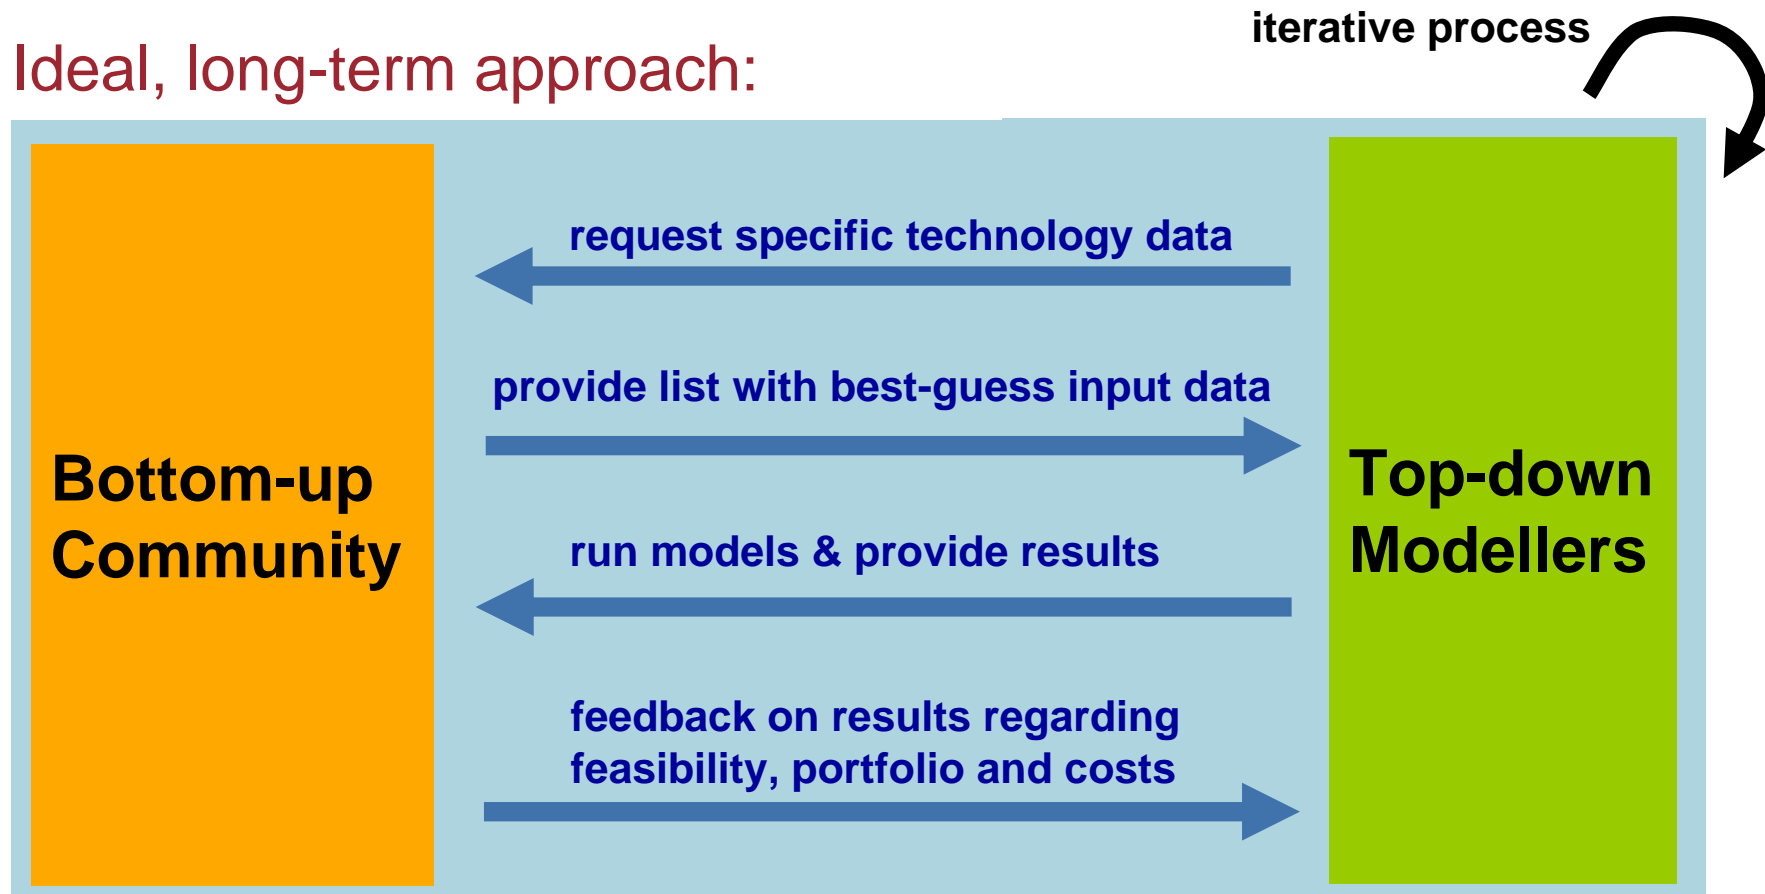 iterative process
Ideal, long-term approach:
request specific technology data
provide list with best-guess input data
Bottom-up
Community
Top-down
Modellers
run models & provide results
feedback on results regarding
feasibility, portfolio and costs